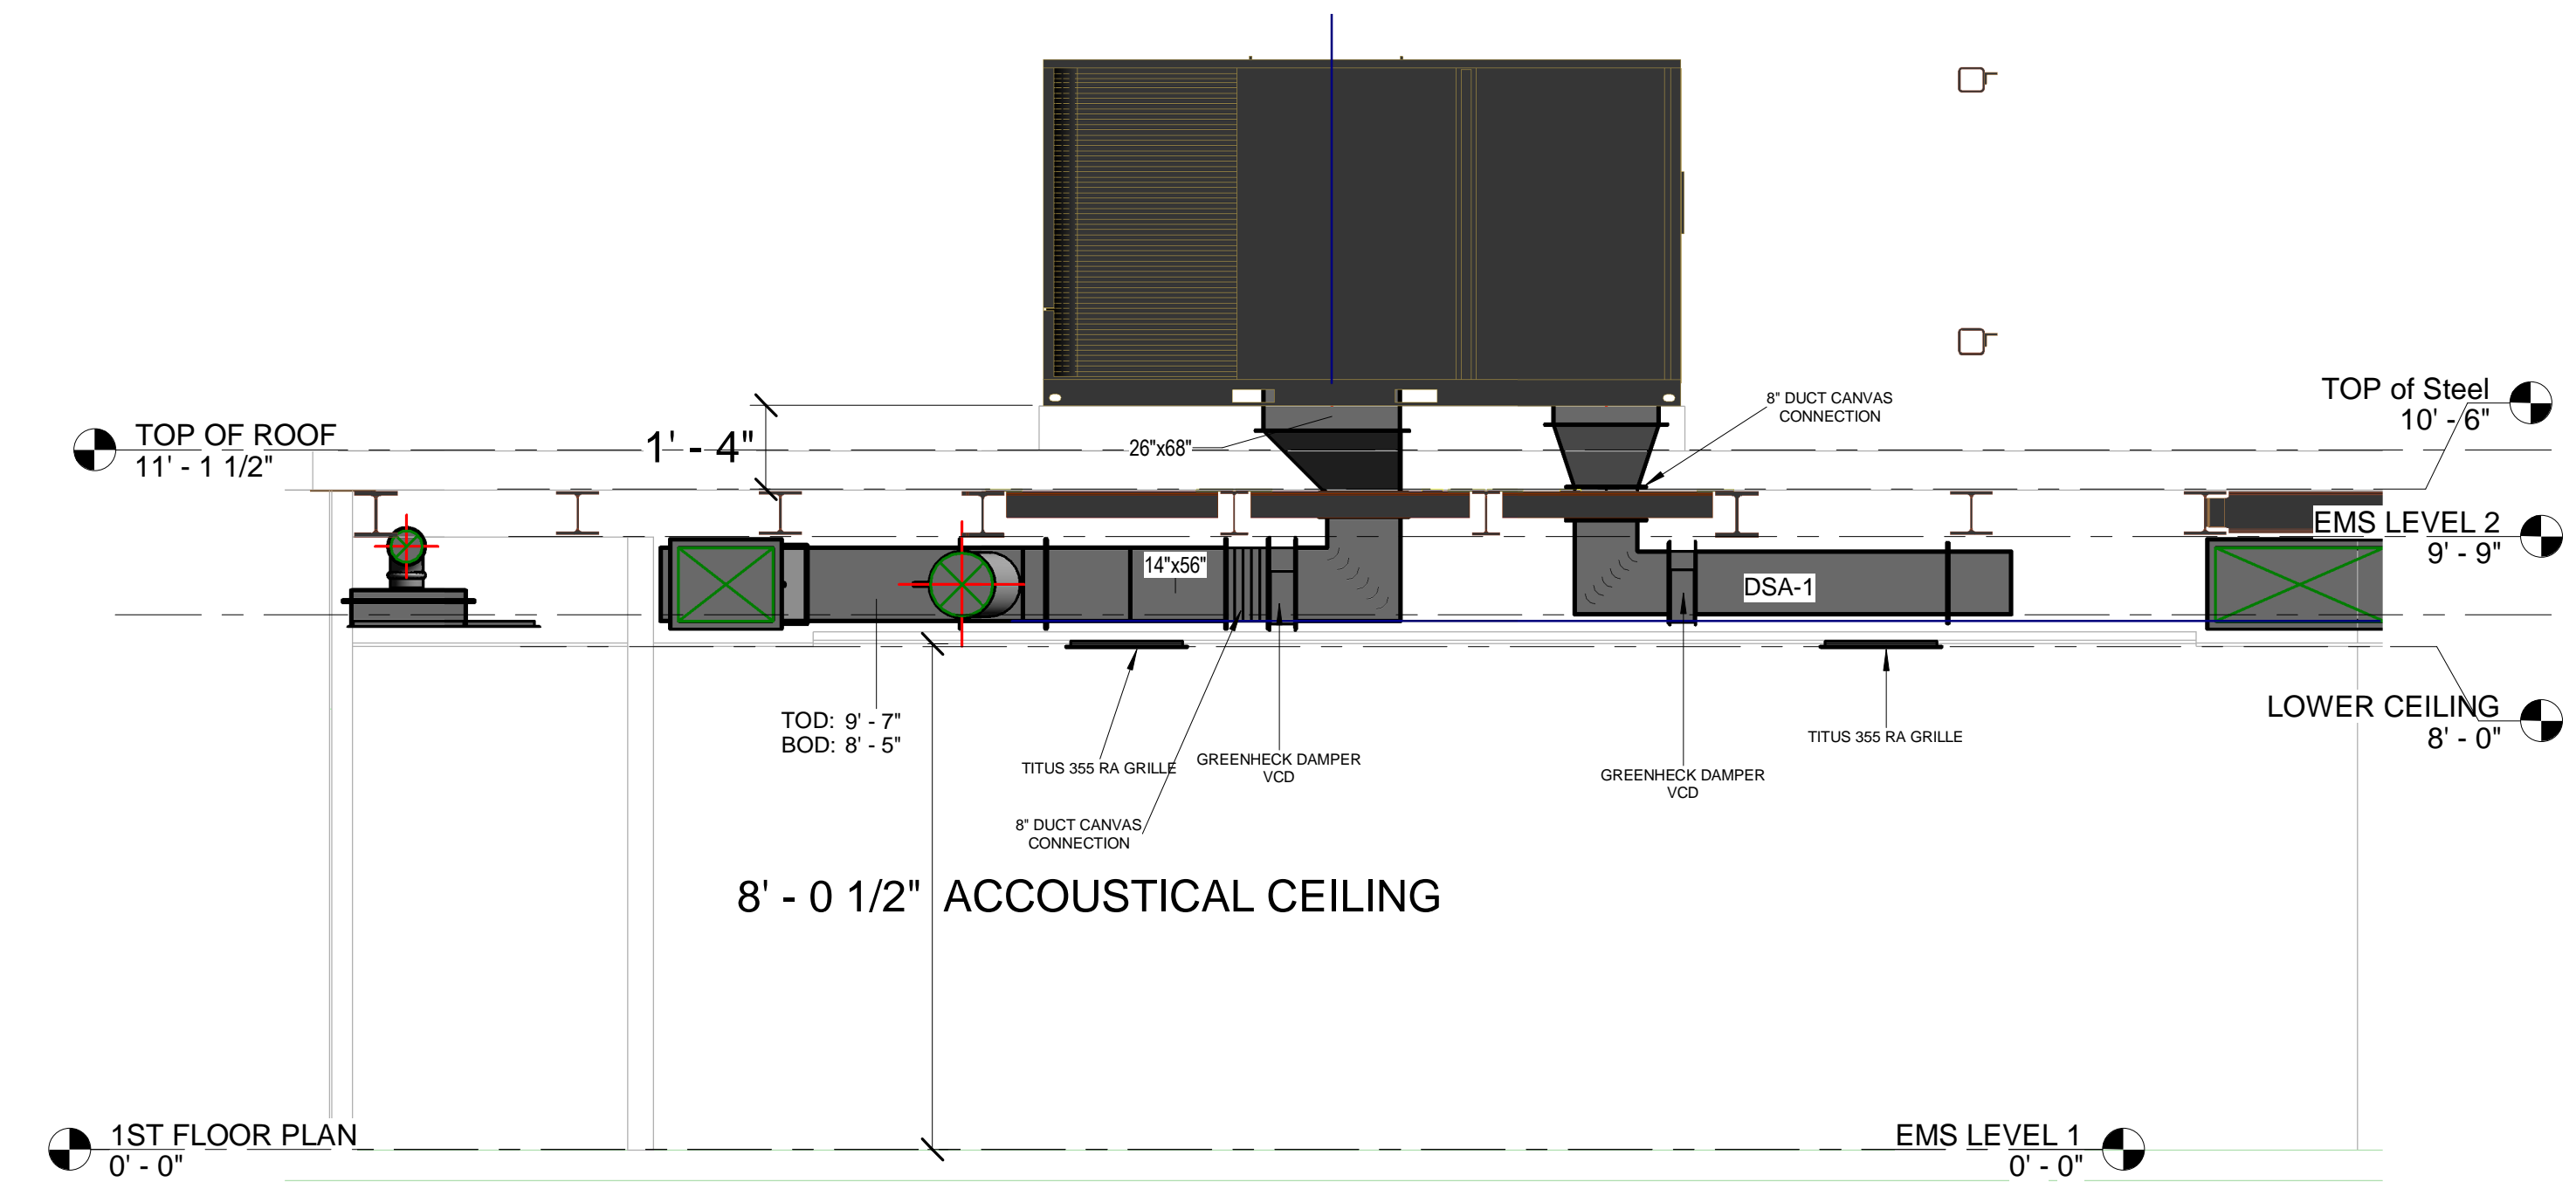 8" DUCT CANVAS
CONNECTION
TOP of Steel
10' - 6"
TOP OF ROOF
11' - 1 1/2"
1' - 4"
26"x68"
EMS LEVEL 2
9' - 9"
14"x56"
DSA-1
TOD: 9' - 7"
BOD: 8' - 5"
TITUS 355 RA GRILLE
GREENHECK DAMPER
VCD
GREENHECK DAMPER
VCD
TITUS 355 RA GRILLE
LOWER CEILING
8' - 0"
8" DUCT CANVAS
CONNECTION
8' - 0 1/2" ACCOUSTICAL CEILING
1ST FLOOR PLAN
0' - 0"
EMS LEVEL 1
0' - 0"